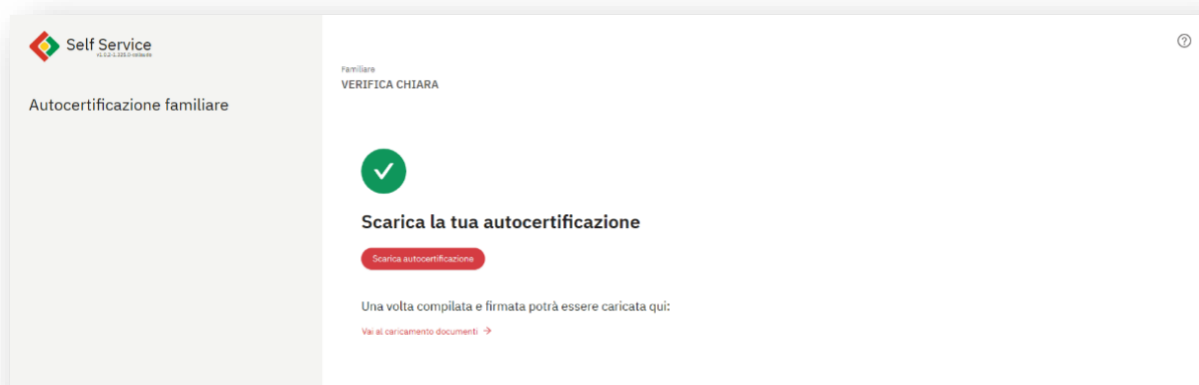 Self Service
Autocertificazione familiare
Familiare
VERIFICA CHIARA
Scarica la tua autocertificazione
Scarica autocertificazione
Una volta compilata e firmata potrà essere caricata qui:
Vai al caricamento documenti